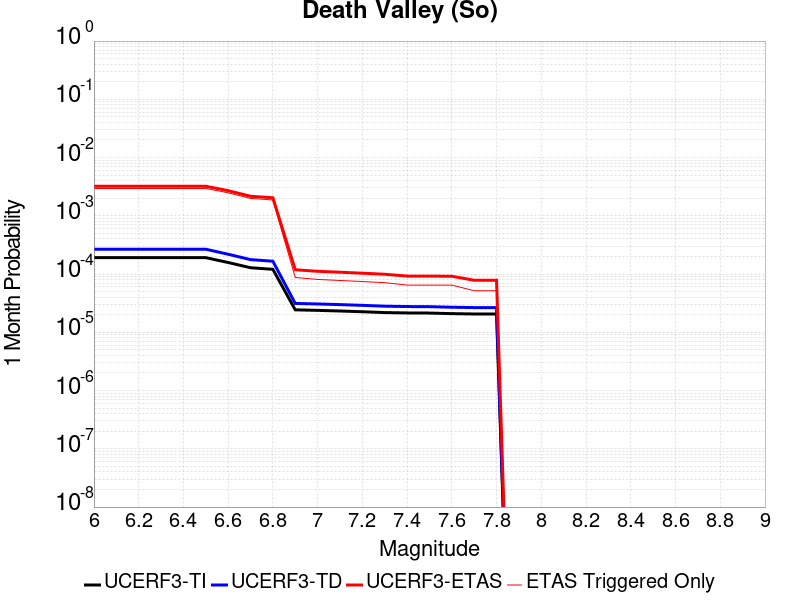 Death Valley (So)
10^0
10^-1
10^-2
10^-3
10^-4
10^-5
10^-6
10^-7
10^-8
1 Month Probability
6 6.2 6.4 6.6 6.8 7 7.2 7.4 7.6 7.8 8 8.2 8.4 8.6 8.8 9
Magnitude
UCERF3-TI UCERF3-TD UCERF3-ETAS ETAS Triggered Only